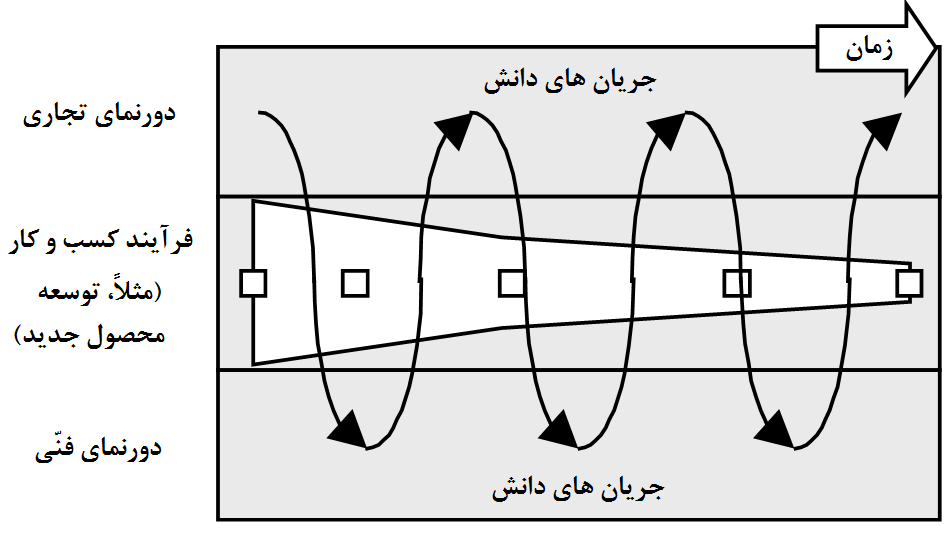 زمان
جریان های دانش
دورنمای تجاری
فرآیند کسب و کار
(مثلاً، توسعه
محصول جدید)
دورنمای فنّی
جریان های دانش